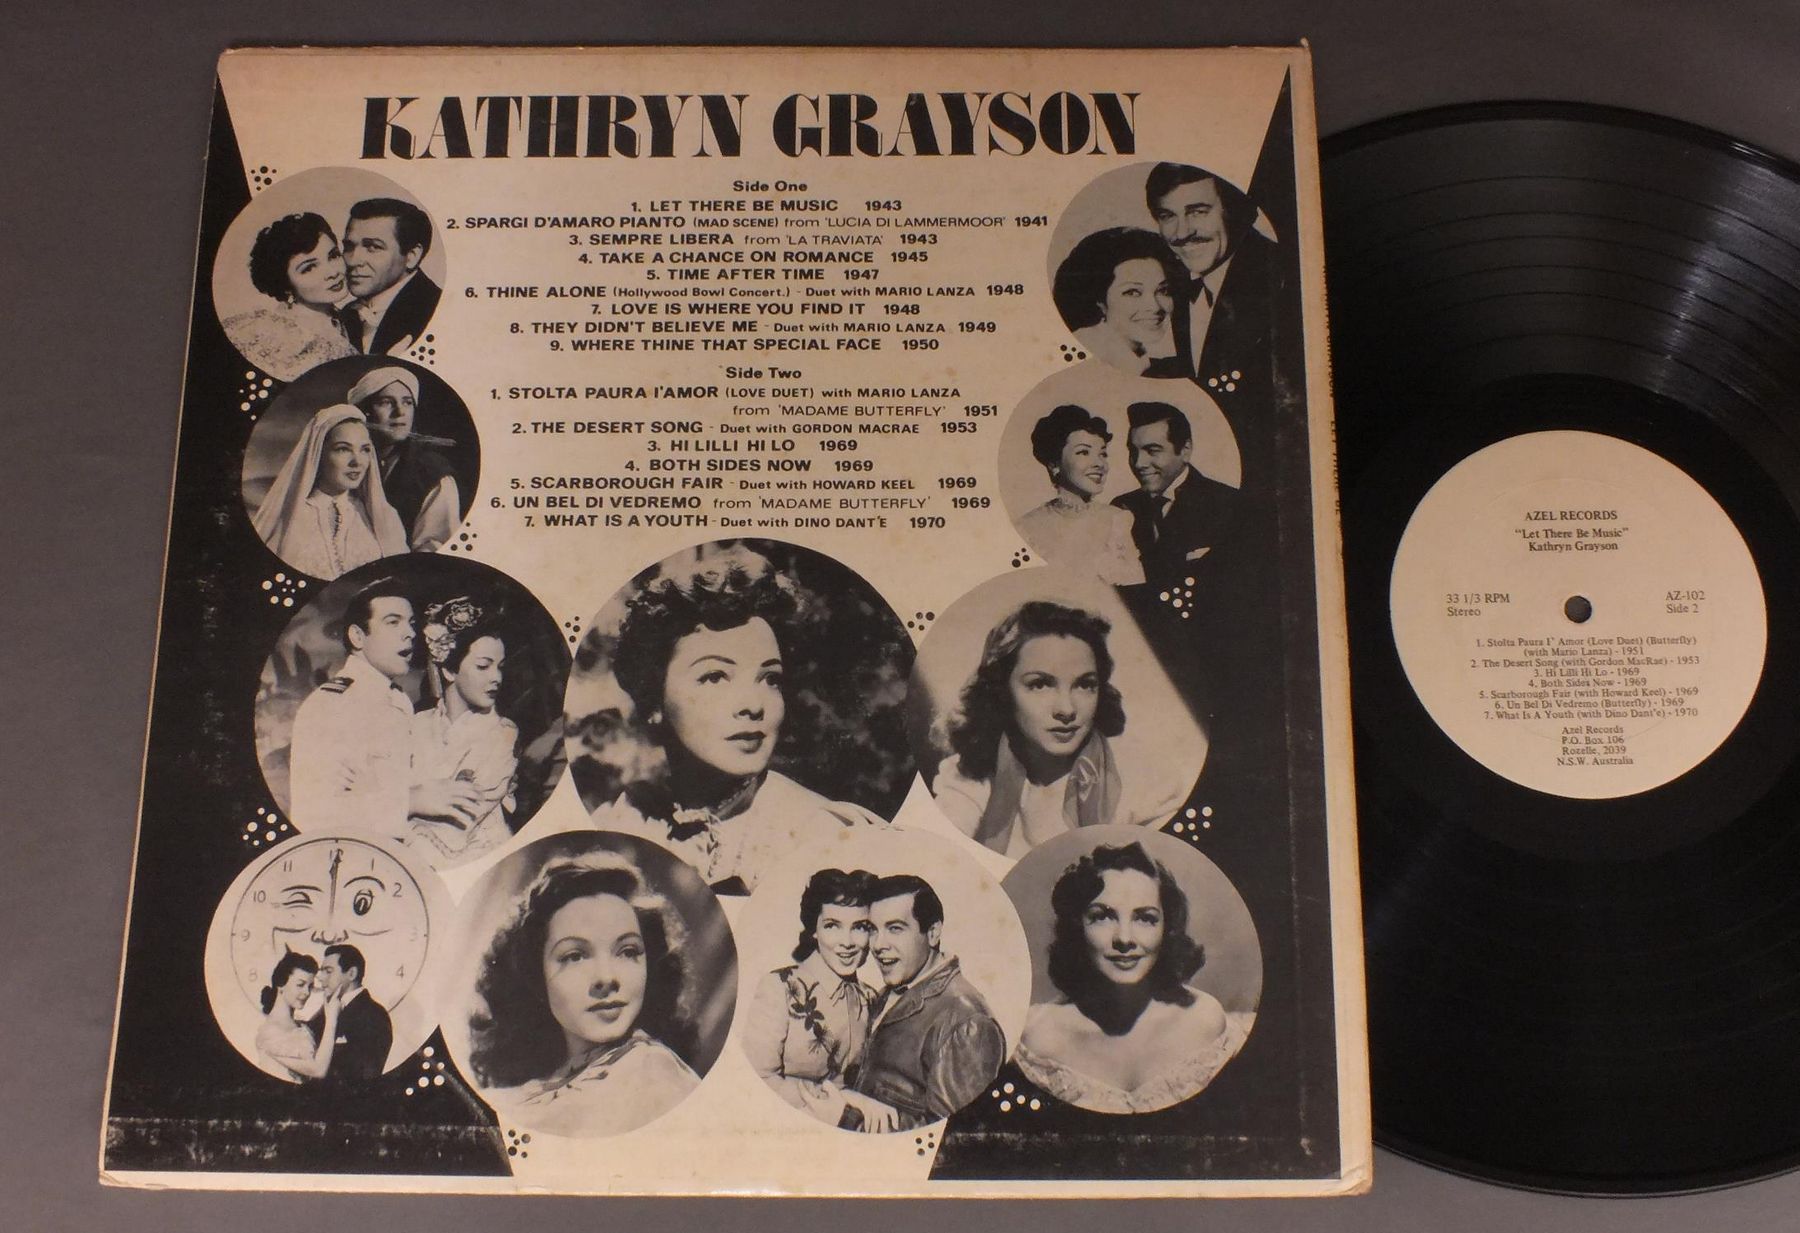 KATHRYN GRAYSON
Side One
1. LET THERE BE MUSIC 1943
2. SPARGI D'AMARO PIANTO (MAD SCENE) from 'LUCIA DI LAMMERMOOR' 1941
3. SEMPRE LIBERA from 'LA TRAVIATA' 1943
4. TAKE A CHANCE ON ROMANCE 1945
5. TIME AFTER TIME 1947
6. THINE ALONE (Hollywood Bowl Concert.) - Duet with MARIO LANZA 1948
7. LOVE IS WHERE YOU FIND IT 1948
8. THEY DIDN'T BELIEVE ME - Duet with MARIO LANZA 1949
9. WHERE THINE THAT SPECIAL FACE 1950
Side Two
1. STOLTA PAURA I'AMOR (LOVE DUET) with MARIO LANZA
from 'MADAME BUTTERFLY' 1951
2. THE DESERT SONG - Duet with GORDON MACRAE 1953
3. HI LILLI HI LO 1969
4. BOTH SIDES NOW 1969
5. SCARBOROUGH FAIR - Duet with HOWARD KEEL 1969
6. UN BEL DI VEDREMO from 'MADAME BUTTERFLY' 1969
7. WHAT IS A YOUTH - Duet with DINO DANT'E 1970
11 12 1
10 2
9 3
8 4
AZEL RECORDS
"Let There Be Music"
Kathryn Grayson
33 1/3 RPM AZ-102
Stereo Side 2
1. Stolta Paura I' Amor (Love Duet) (Butterfly)
(with Mario Lanza) - 1951
2. The Desert Song (with Gordon MacRae) - 1953
3. Hi Lilli Hi Lo - 1969
4. Both Sides Now - 1969
5. Scarborough Fair (with Howard Keel) - 1969
6. Un Bel Di Vedremo (Butterfly) - 1969
7. What Is A Youth (with Dino Dant'e) - 1970
Azel Records
P.O. Box 106
Rozelle, 2039
N.S.W. Australia